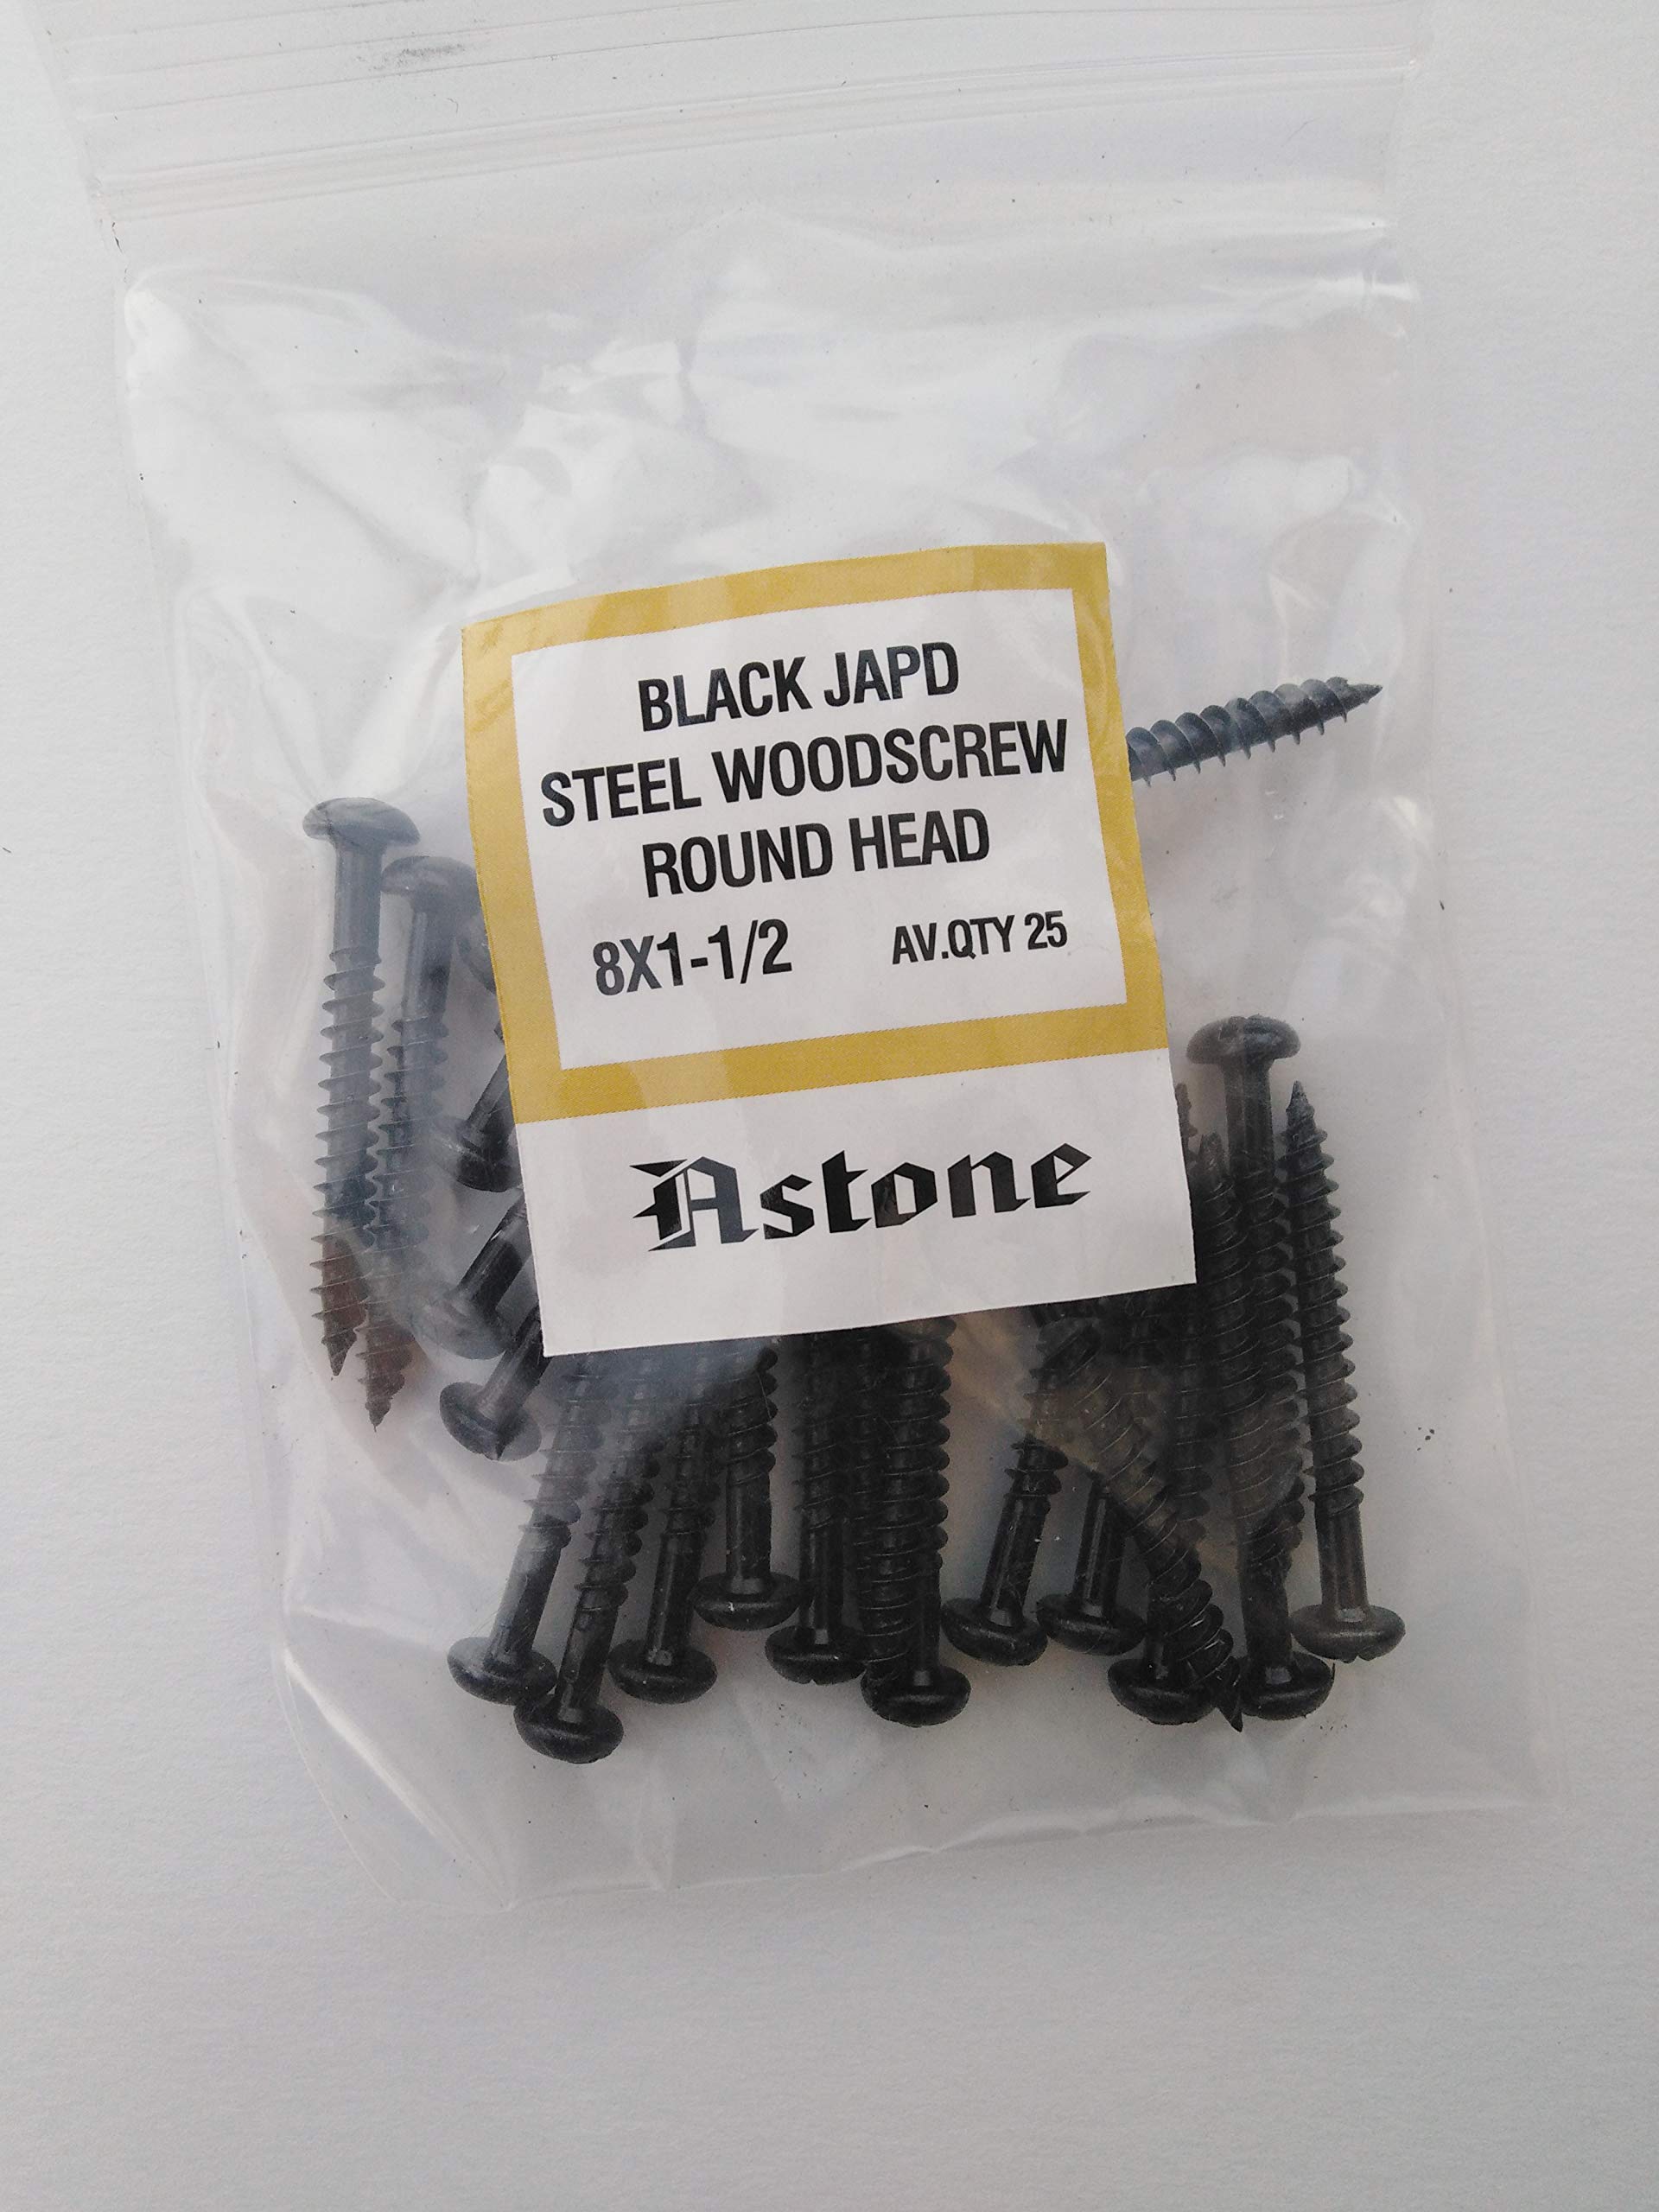 BLACK JAPD
STEEL WOODSCREW
ROUND HEAD
8X1-1/2 AV.QTY 25
Astone